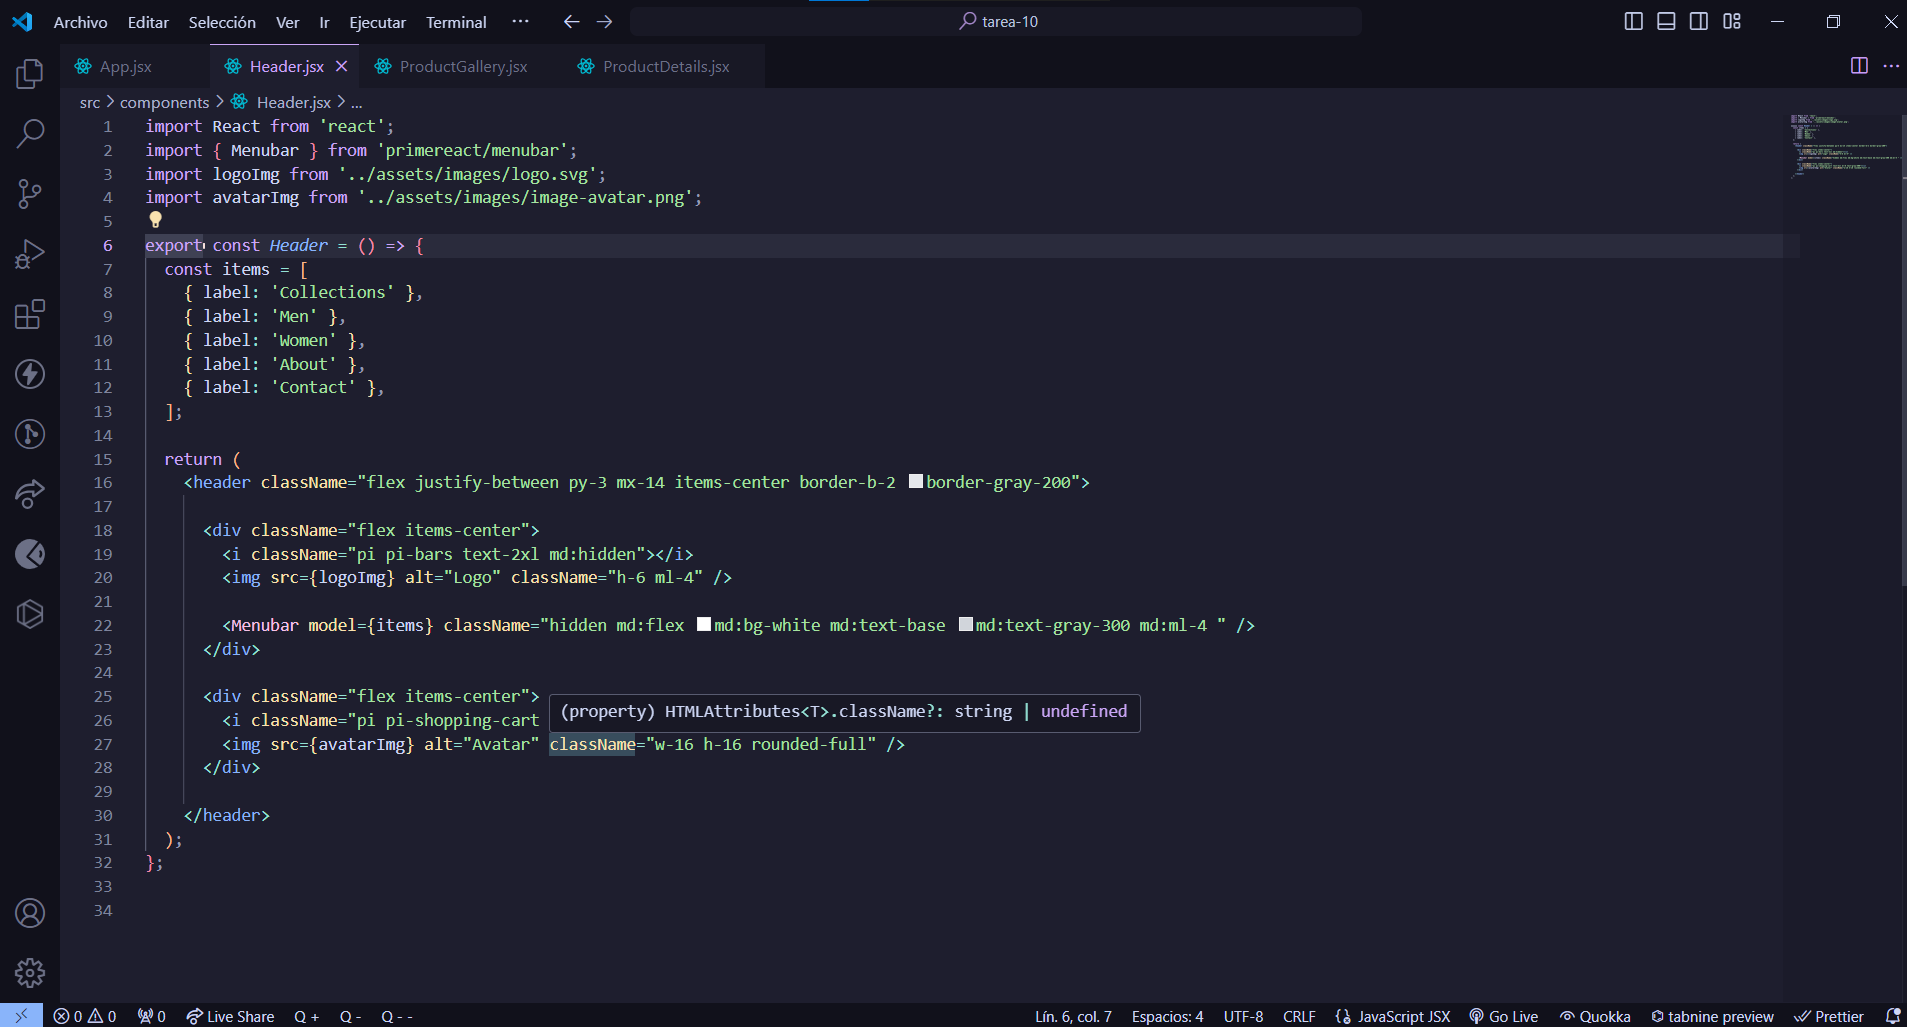 Archivo Editar Selección Ver Ir Ejecutar Terminal ··· tarea-10
App.jsx Header.jsx ProductGallery.jsx ProductDetails.jsx
src > components > Header.jsx > ...
1 import React from 'react';
2 import { Menubar } from 'primereact/menubar';
3 import logoImg from '../assets/images/logo.svg';
4 import avatarImg from '../assets/images/image-avatar.png';
5
6 export const Header = () => {
7 const items = [
8 { label: 'Collections' },
9 { label: 'Men' },
10 { label: 'Women' },
11 { label: 'About' },
12 { label: 'Contact' },
13 ];
14
15 return (
16 <header className="flex justify-between py-3 mx-14 items-center border-b-2 border-gray-200">
17
18 <div className="flex items-center">
19 <i className="pi pi-bars text-2xl md:hidden"></i>
20 <img src={logoImg} alt="Logo" className="h-6 ml-4" />
21
22 <Menubar model={items} className="hidden md:flex md:bg-white md:text-base md:text-gray-300 md:ml-4 " />
23 </div>
24
25 <div className="flex items-center">
(property) HTMLAttributes<T>.className?: string | undefined
26 <i className="pi pi-shopping-cart
27 <img src={avatarImg} alt="Avatar" className="w-16 h-16 rounded-full" />
28 </div>
29
30 </header>
31 );
32 };
33
34
0 0 0 Live Share Q + Q - Q - - Lín. 6, col. 7 Espacios: 4 UTF-8 CRLF JavaScript JSX Go Live Quokka tabnine preview Prettier